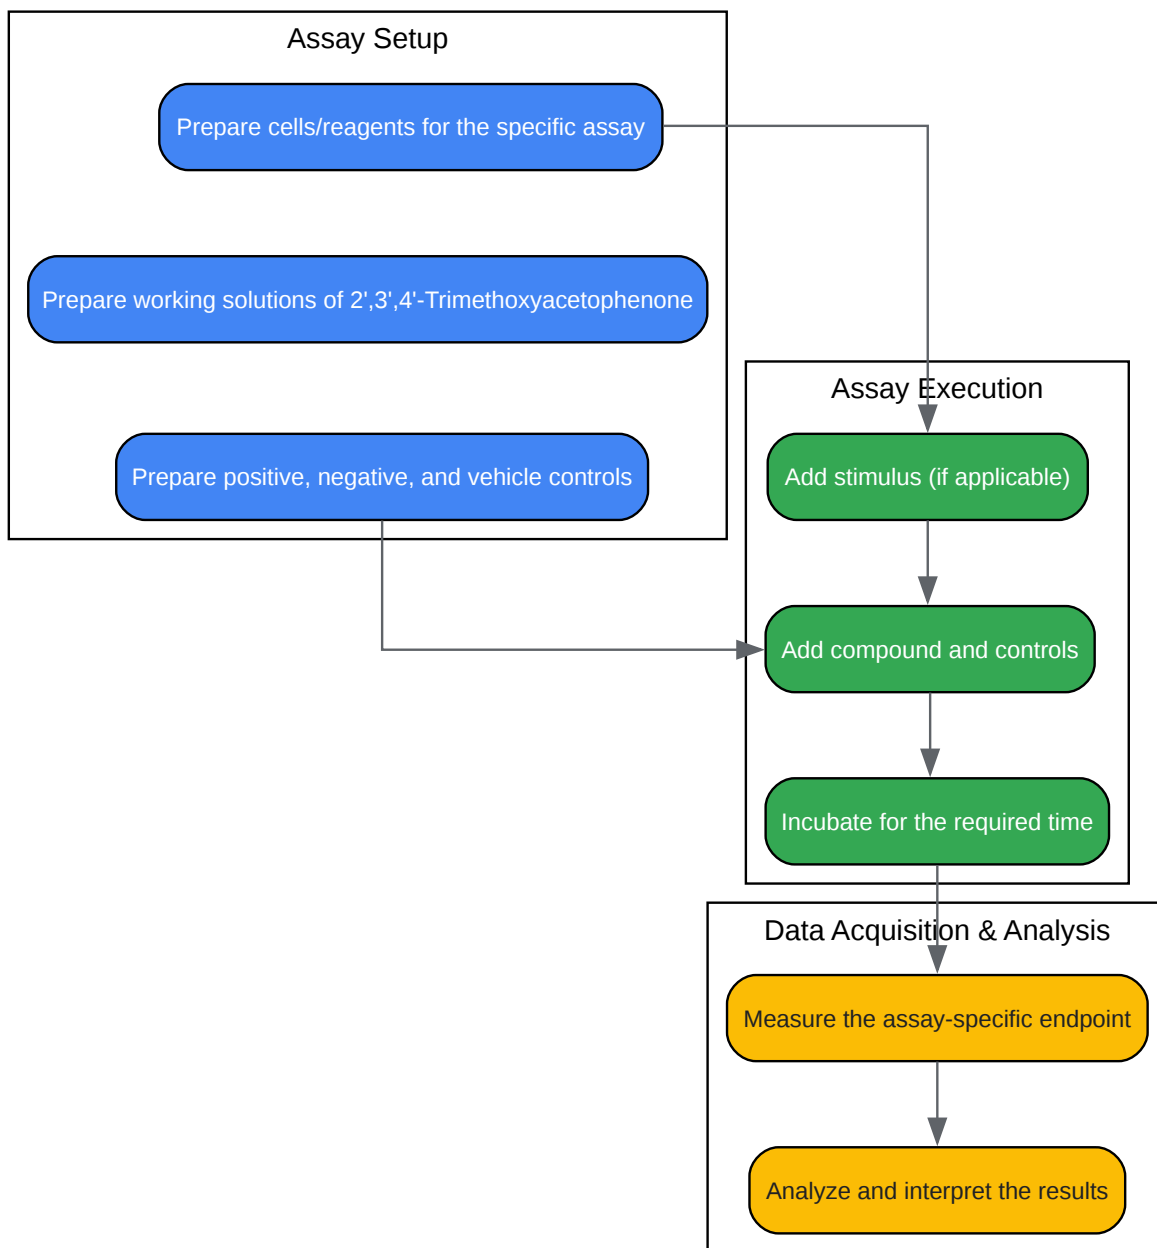 Assay Setup
Prepare cells/reagents for the specific assay
Prepare working solutions of 2',3',4'-Trimethoxyacetophenone
Prepare positive, negative, and vehicle controls
Assay Execution
Add stimulus (if applicable)
Add compound and controls
Incubate for the required time
Data Acquisition & Analysis
Measure the assay-specific endpoint
Analyze and interpret the results